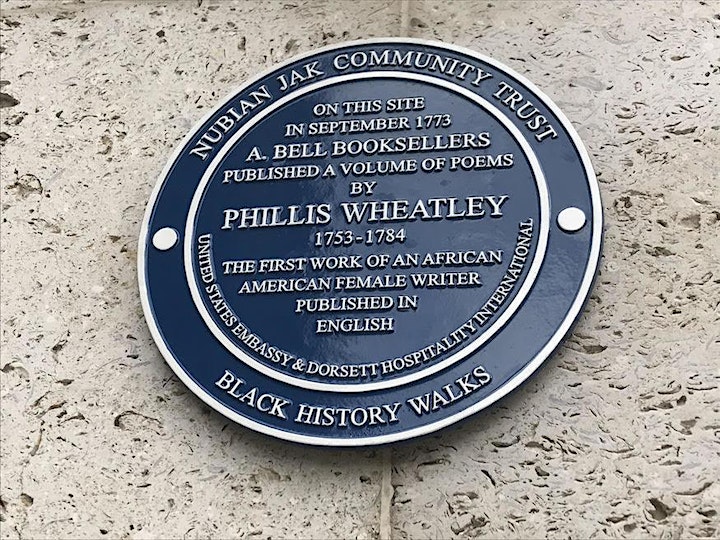 NUBIAN JAK COMMUNITY TRUST
ON THIS SITE
IN SEPTEMBER 1773
A. BELL BOOKSELLERS
PUBLISHED A VOLUME OF POEMS
BY
PHILLIS WHEATLEY
1753-1784
THE FIRST WORK OF AN AFRICAN
AMERICAN FEMALE WRITER
PUBLISHED IN
ENGLISH
UNITED STATES EMBASSY & DORSETT HOSPITALITY INTERNATIONAL
BLACK HISTORY WALKS